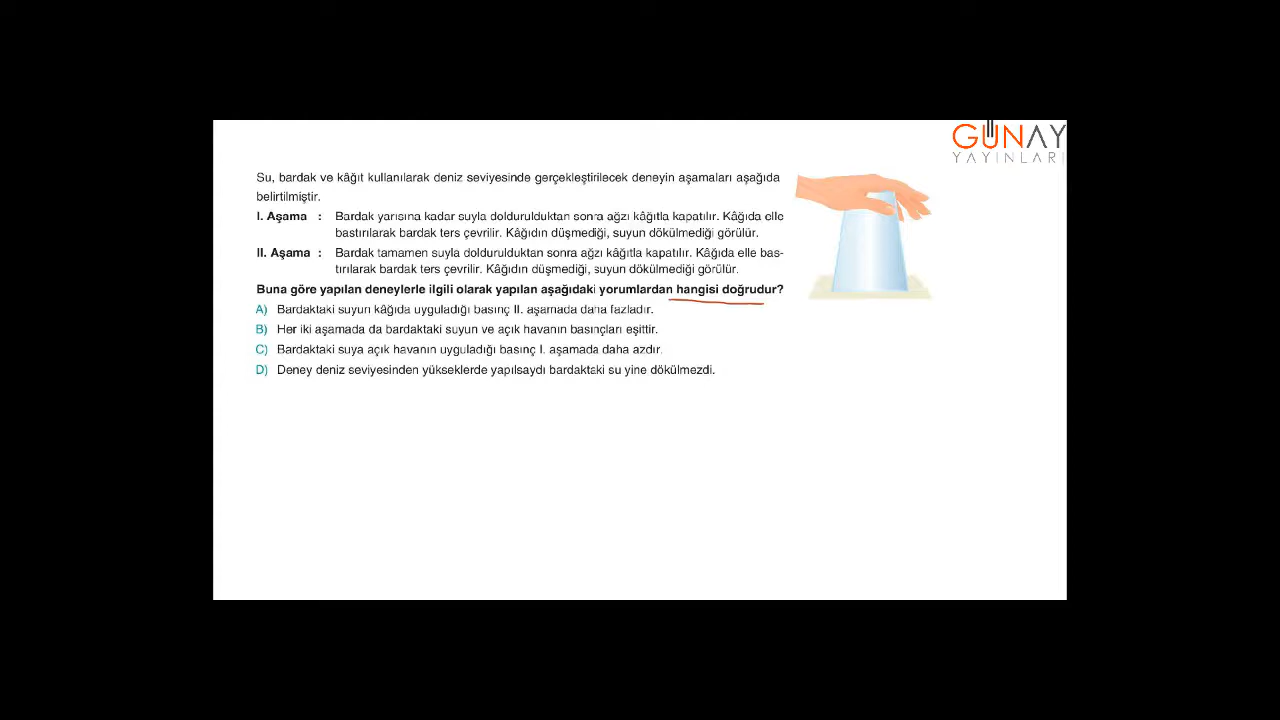 GÜNAY
YAYINLARI
Su, bardak ve kâğıt kullanılarak deniz seviyesinde gerçekleştirilecek deneyin aşamaları aşağıda
belirtilmiştir.
I. Aşama : Bardak yarısına kadar suyla doldurulduktan sonra ağzı kâğıtla kapatılır. Kâğıda elle
bastırılarak bardak ters çevrilir. Kâğıdın düşmediği, suyun dökülmediği görülür.
II. Aşama : Bardak tamamen suyla doldurulduktan sonra ağzı kâğıtla kapatılır. Kâğıda elle bas-
tırılarak bardak ters çevrilir. Kâğıdın düşmediği, suyun dökülmediği görülür.
Buna göre yapılan deneylerle ilgili olarak yapılan aşağıdaki yorumlardan hangisi doğrudur?
A) Bardaktaki suyun kâğıda uyguladığı basınç II. aşamada daha fazladır.
B) Her iki aşamada da bardaktaki suyun ve açık havanın basınçları eşittir.
C) Bardaktaki suya açık havanın uyguladığı basınç I. aşamada daha azdır.
D) Deney deniz seviyesinden yükseklerde yapılsaydı bardaktaki su yine dökülmezdi.